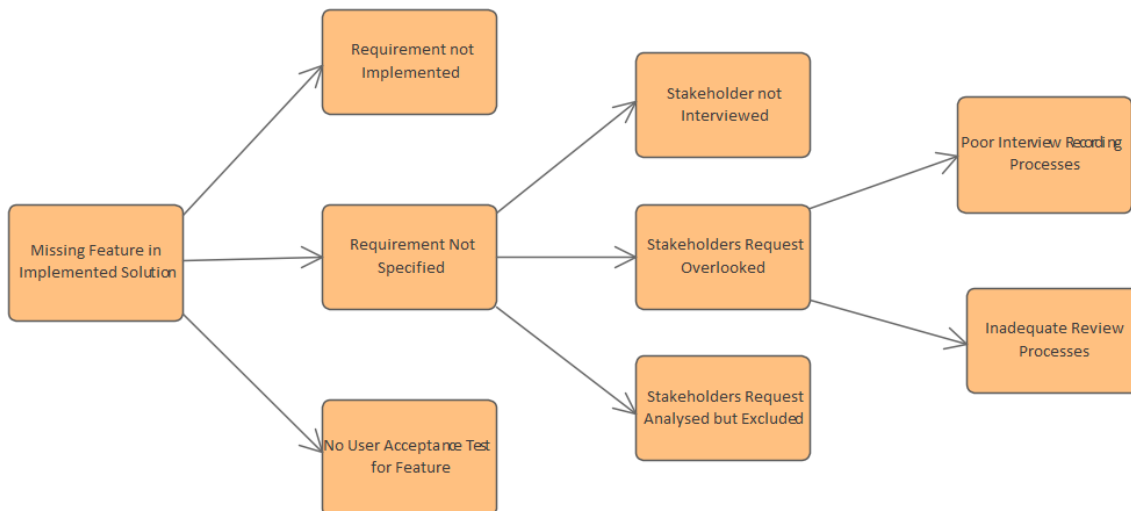 Requirement not
Implemented
Stakeholder not
Interviewed
Poor Interview Recording
Processes
Missing Feature in
Implemented Solution
Requirement Not
Specified
Stakeholders Request
Overlooked
Inadequate Review
Processes
Stakeholders Request
Analysed but Excluded
No User Acceptance Test
for Feature